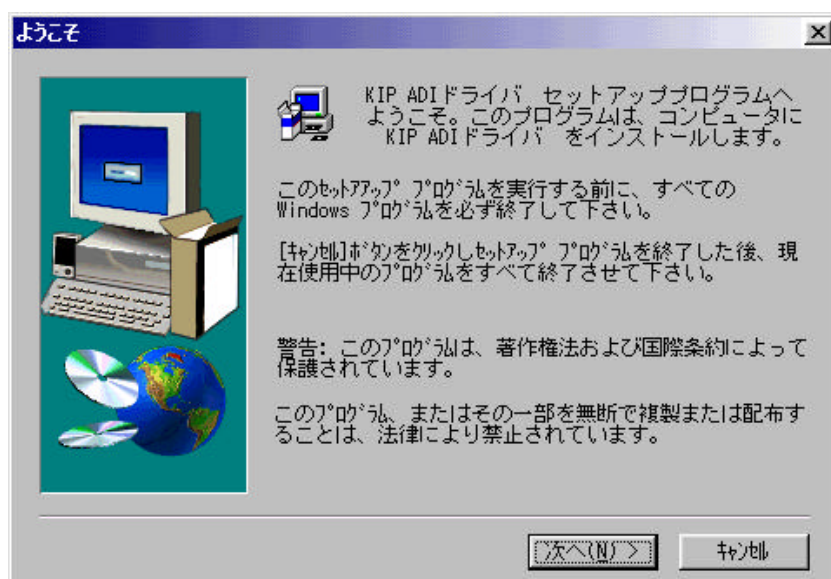 ようこそ
KIP ADIドライバ セットアッププログラムへ
ようこそ。このプログラムは、コンピュータに
KIP ADIドライバ をインストールします。
このｾｯﾄｱｯﾌﾟ ﾌﾟﾛｸﾞﾗﾑを実行する前に、すべての
Windows ﾌﾟﾛｸﾞﾗﾑを必ず終了して下さい。
[ｷｬﾝｾﾙ]ﾎﾞﾀﾝをｸﾘｯｸしｾｯﾄｱｯﾌﾟ ﾌﾟﾛｸﾞﾗﾑを終了した後、現
在使用中のﾌﾟﾛｸﾞﾗﾑをすべて終了させて下さい。
警告: このﾌﾟﾛｸﾞﾗﾑは、著作権法および国際条約によって
保護されています。
このﾌﾟﾛｸﾞﾗﾑ、またはその一部を無断で複製または配布す
ることは、法律により禁止されています。
次へ(N) >
ｷｬﾝｾﾙ